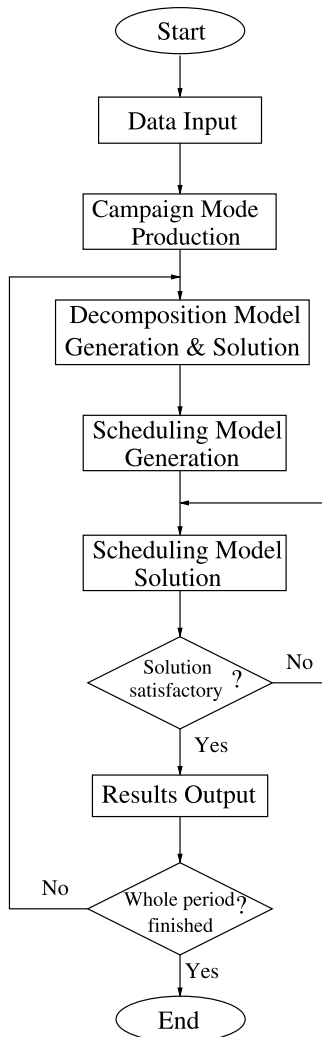 Start
Data Input
Campaign Mode
Production
Decomposition Model
Generation & Solution
Scheduling Model
Generation
Scheduling Model
Solution
Solution
satisfactory ?
No
Yes
Results Output
No
Whole period ?
finished
Yes
End